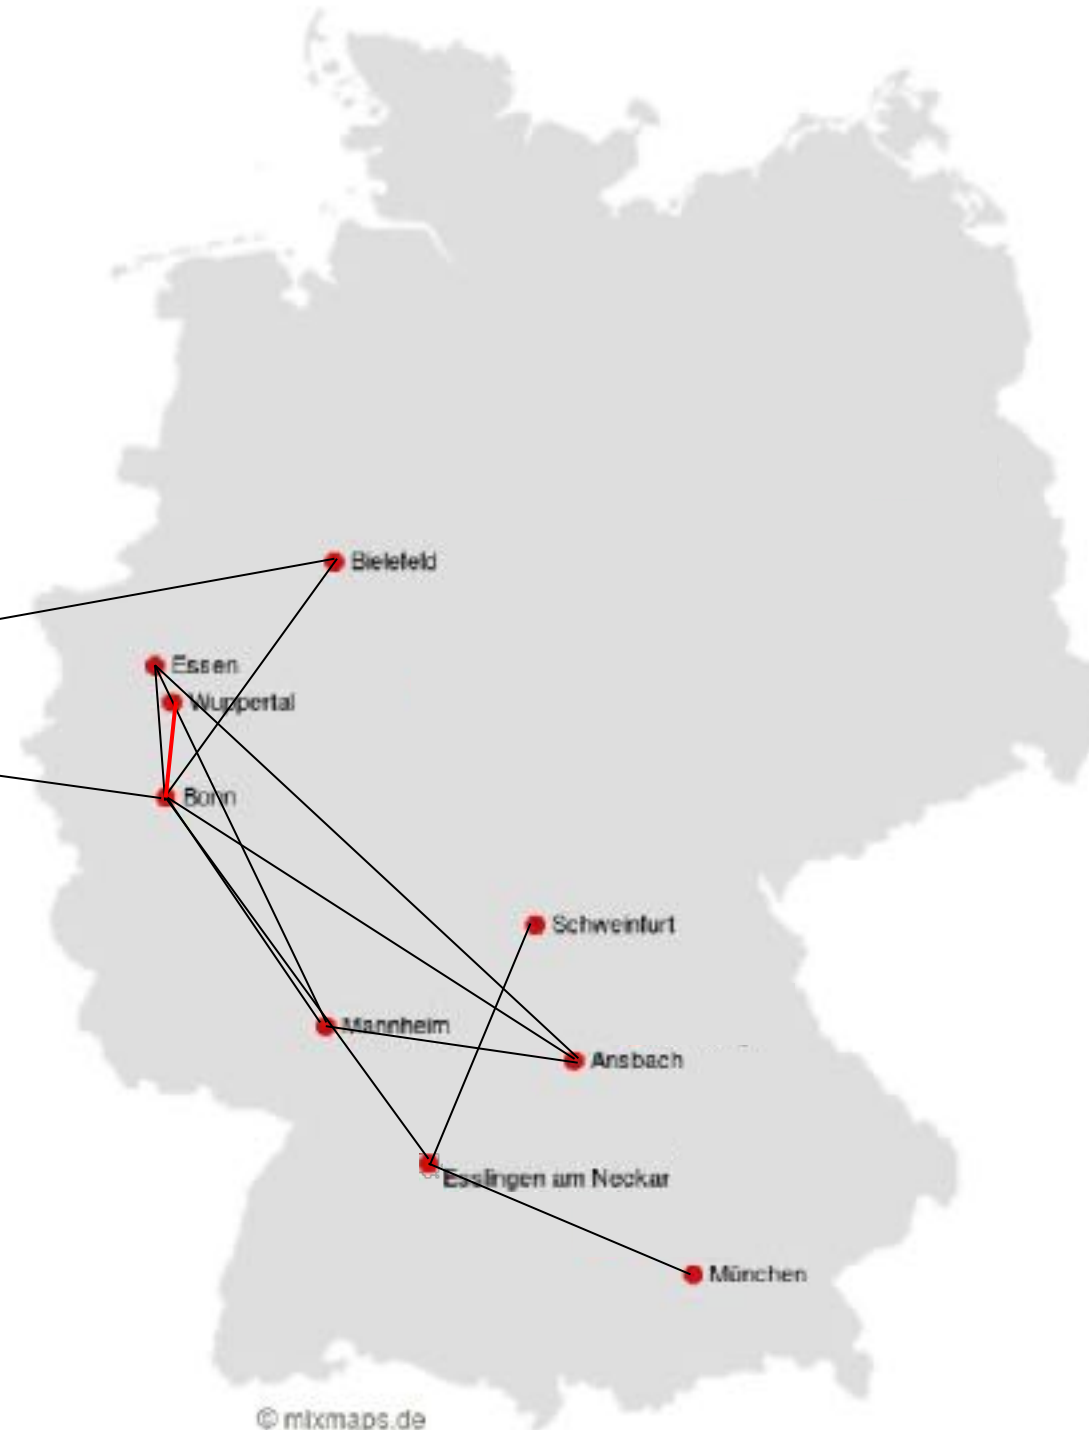 Bielefeld
Essen
Wuppertal
Bonn
Schweinfurt
Mannheim
Ansbach
Esslingen am Neckar
München
© mixmaps.de